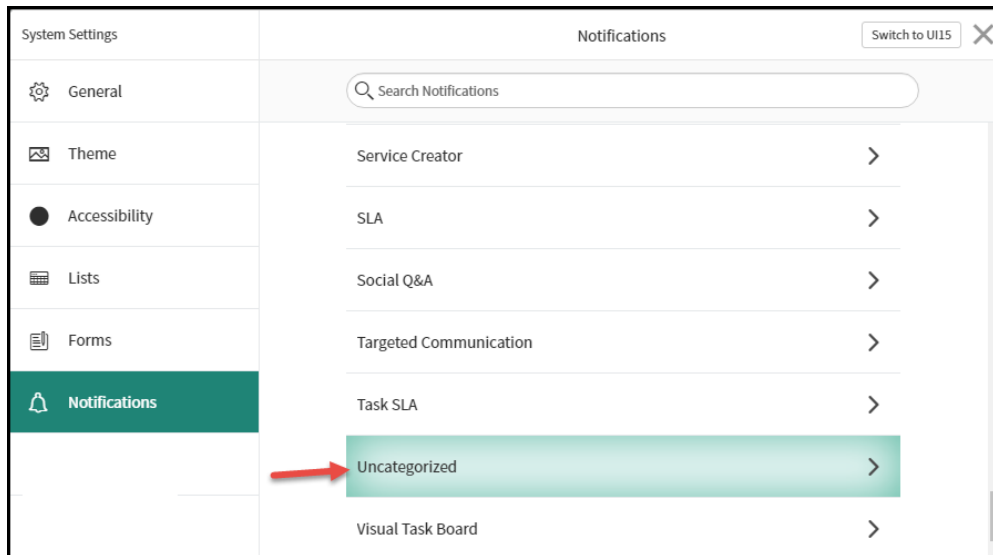 System Settings
Notifications
Switch to UI15
General
Theme
Accessibility
Lists
Forms
Notifications
Search Notifications
Service Creator
SLA
Social Q&A
Targeted Communication
Task SLA
Uncategorized
Visual Task Board